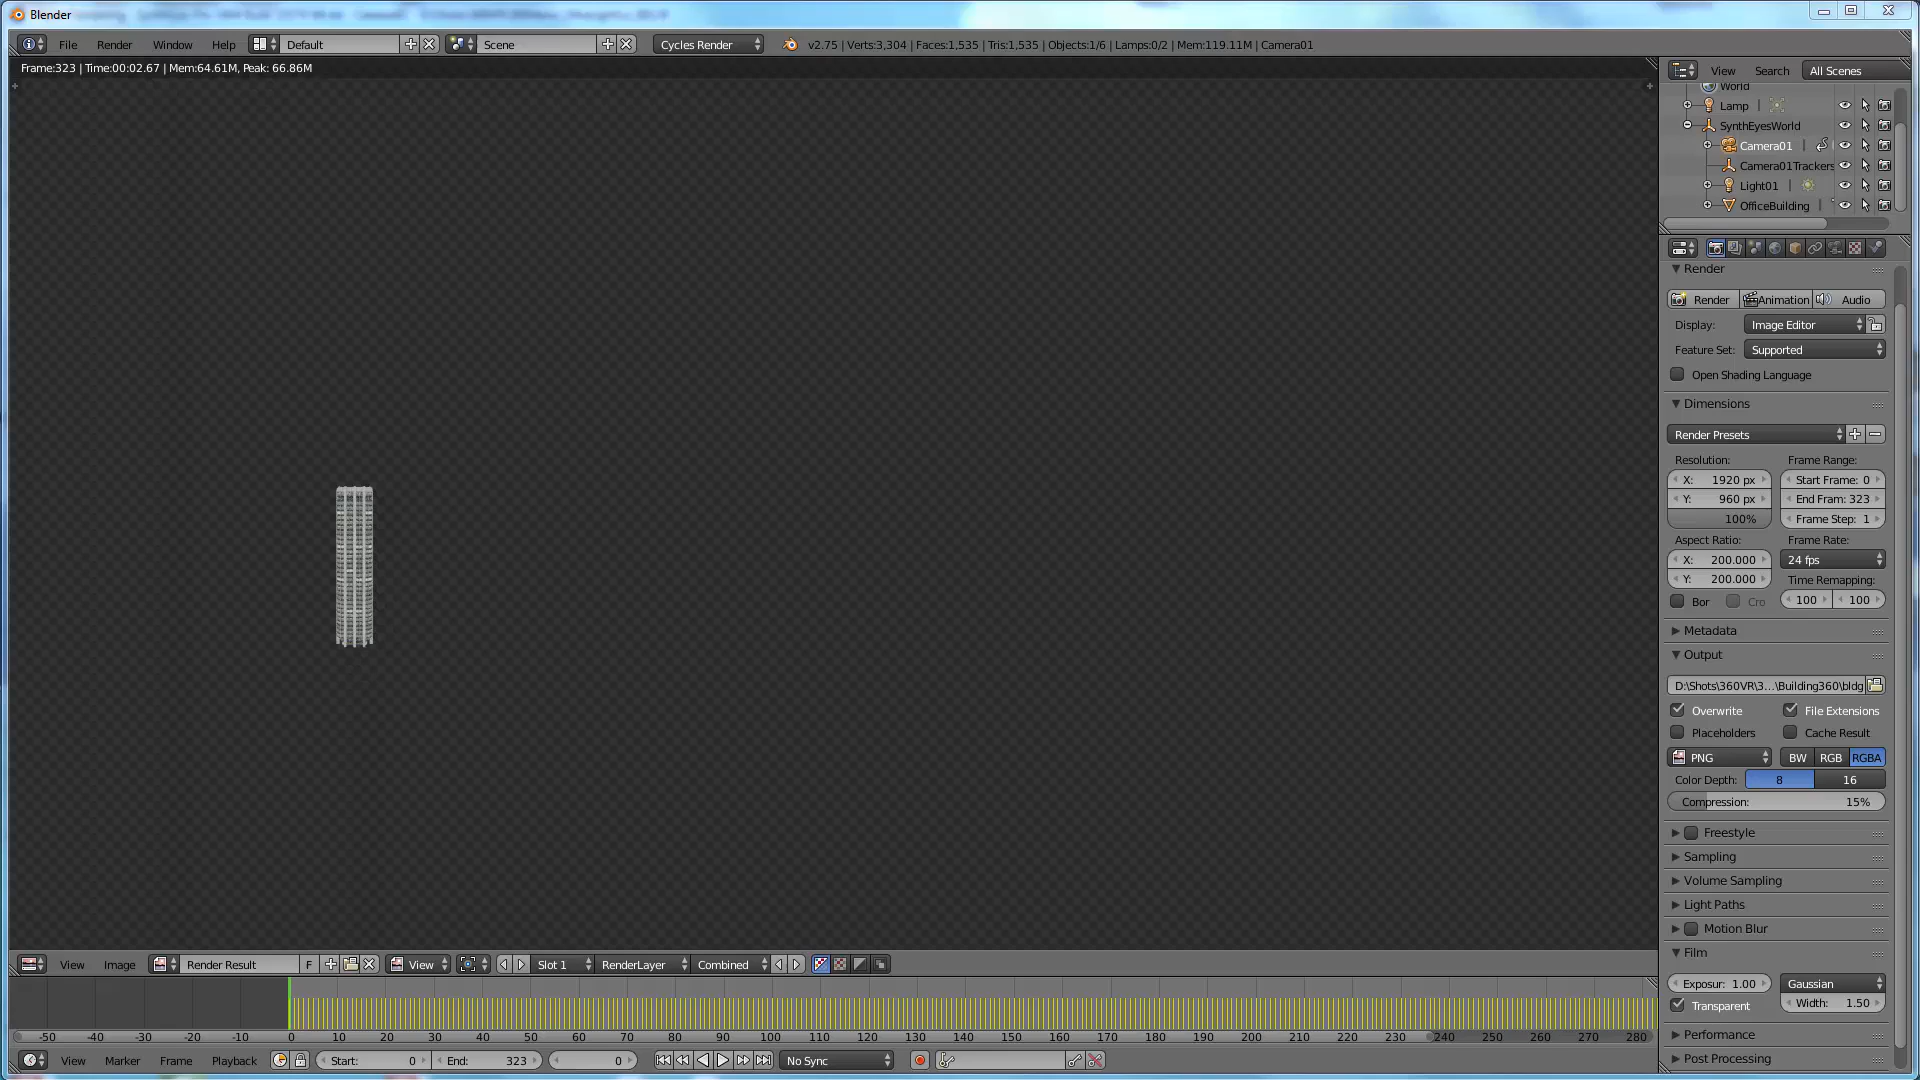 Blender
File Render Window Help Default Scene Cycles Render v2.75 | Verts:3,304 | Faces:1,535 | Tris:1,535 | Objects:1/6 | Lamps:0/2 | Mem:119.11M | Camera01
Frame:323 | Time:00:02.67 | Mem:64.61M, Peak: 66.86M
View Search All Scenes
World
Lamp
SynthEyesWorld
Camera01
Camera01Trackers
Light01
OfficeBuilding
Render
Render Animation Audio
Display: Image Editor
Feature Set: Supported
Open Shading Language
Dimensions
Render Presets
Resolution: Frame Range:
X: 1920 px Start Frame: 0
Y: 960 px End Fram: 323
100% Frame Step: 1
Aspect Ratio: Frame Rate:
X: 200.000 24 fps
Y: 200.000 Time Remapping:
Bor Cro 100 100
Metadata
Output
D:\Shots\360VR\3...\Building360\bldg
Overwrite File Extensions
Placeholders Cache Result
PNG BW RGB RGBA
Color Depth: 8 16
Compression: 15%
Freestyle
Sampling
Volume Sampling
Light Paths
Motion Blur
Film
Exposur: 1.00 Gaussian
Transparent Width: 1.50
Performance
Post Processing
View Image Render Result F View Slot 1 RenderLayer Combined
-50 -40 -30 -20 -10 0 10 20 30 40 50 60 70 80 90 100 110 120 130 140 150 160 170 180 190 200 210 220 230 240 250 260 270 280
View Marker Frame Playback Start: 0 End: 323 0 No Sync